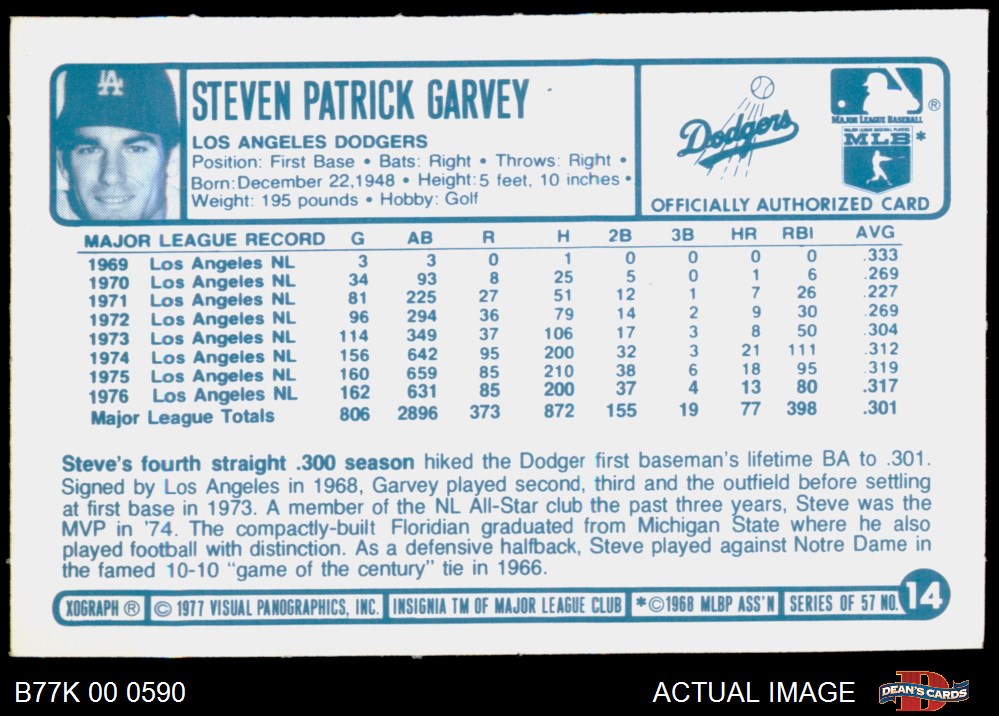 LA
STEVEN PATRICK GARVEY
LOS ANGELES DODGERS
Position: First Base • Bats: Right • Throws: Right •
Born:December 22,1948 • Height:5 feet, 10 inches •
Weight: 195 pounds • Hobby: Golf
Dodgers
MAJOR LEAGUE BASEBALL ®
MAJOR LEAGUE BASEBALL PLAYERS
MLB *
OFFICIALLY AUTHORIZED CARD
MAJOR LEAGUE RECORD G AB R H 2B 3B HR RBI AVG
1969 Los Angeles NL 3 3 0 1 0 0 0 0 .333
1970 Los Angeles NL 34 93 8 25 5 0 1 6 .269
1971 Los Angeles NL 81 225 27 51 12 1 7 26 .227
1972 Los Angeles NL 96 294 36 79 14 2 9 30 .269
1973 Los Angeles NL 114 349 37 106 17 3 8 50 .304
1974 Los Angeles NL 156 642 95 200 32 3 21 111 .312
1975 Los Angeles NL 160 659 85 210 38 6 18 95 .319
1976 Los Angeles NL 162 631 85 200 37 4 13 80 .317
Major League Totals 806 2896 373 872 155 19 77 398 .301
Steve's fourth straight .300 season hiked the Dodger first baseman's lifetime BA to .301.
Signed by Los Angeles in 1968, Garvey played second, third and the outfield before settling
at first base in 1973. A member of the NL All-Star club the past three years, Steve was the
MVP in '74. The compactly-built Floridian graduated from Michigan State where he also
played football with distinction. As a defensive halfback, Steve played against Notre Dame in
the famed 10-10 "game of the century" tie in 1966.
XOGRAPH ® © 1977 VISUAL PANOGRAPHICS, INC. INSIGNIA TM OF MAJOR LEAGUE CLUB *©1968 MLBP ASS'N SERIES OF 57 NO. 14
B77K 00 0590 ACTUAL IMAGE DEAN'S CARDS